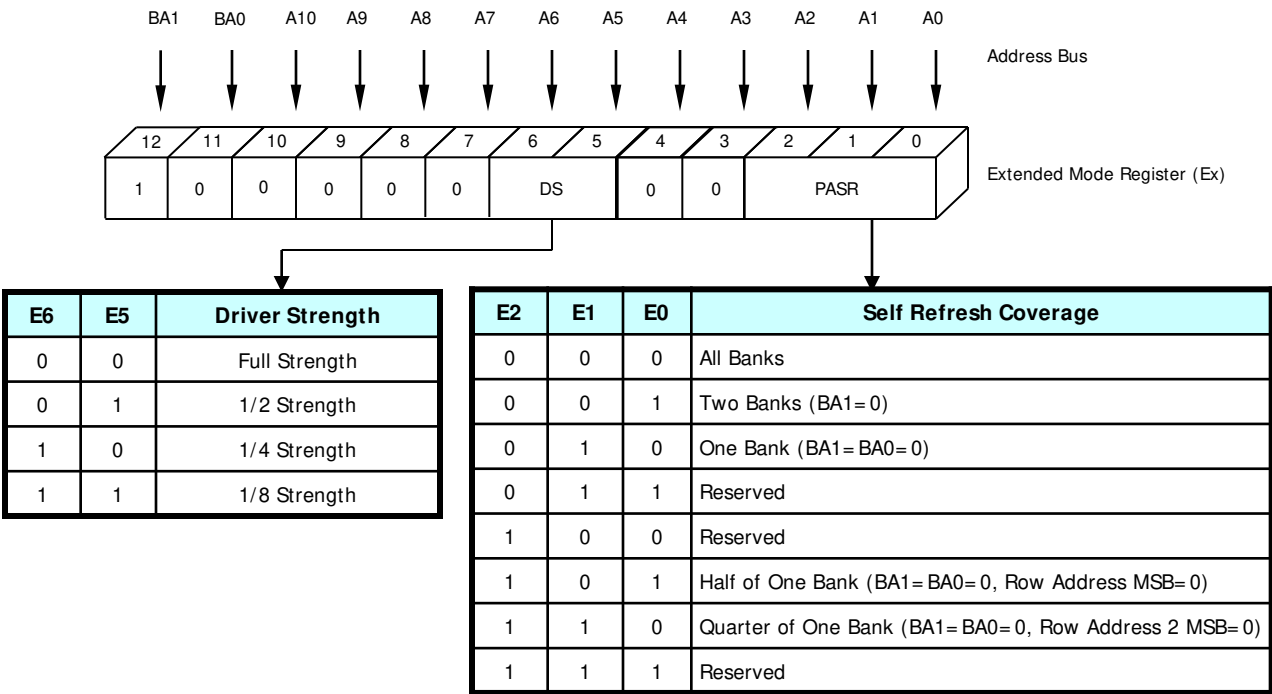 BA1 BA0 A10 A9 A8 A7 A6 A5 A4 A3 A2 A1 A0
Address Bus
12 11 10 9 8 7 6 5 4 3 2 1 0
1 0 0 0 0 0 DS 0 0 PASR
Extended Mode Register (Ex)
E6 E5 Driver Strength
0 0 Full Strength
0 1 1/2 Strength
1 0 1/4 Strength
1 1 1/8 Strength
E2 E1 E0 Self Refresh Coverage
0 0 0 All Banks
0 0 1 Two Banks (BA1=0)
0 1 0 One Bank (BA1=BA0=0)
0 1 1 Reserved
1 0 0 Reserved
1 0 1 Half of One Bank (BA1=BA0=0, Row Address MSB=0)
1 1 0 Quarter of One Bank (BA1=BA0=0, Row Address 2 MSB=0)
1 1 1 Reserved